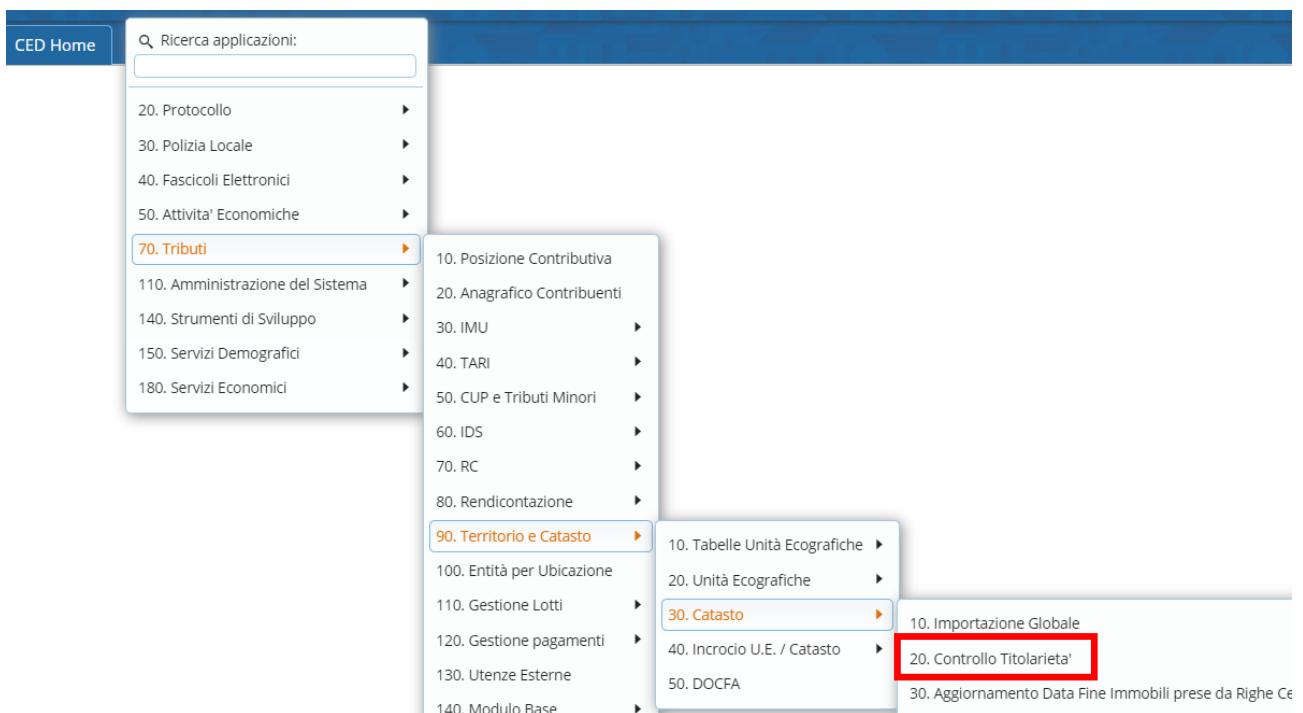 CED Home
Ricerca applicazioni:
20. Protocollo
30. Polizia Locale
40. Fascicoli Elettronici
50. Attivita' Economiche
70. Tributi
110. Amministrazione del Sistema
140. Strumenti di Sviluppo
150. Servizi Demografici
180. Servizi Economici
10. Posizione Contributiva
20. Anagrafico Contribuenti
30. IMU
40. TARI
50. CUP e Tributi Minori
60. IDS
70. RC
80. Rendicontazione
90. Territorio e Catasto
100. Entità per Ubicazione
110. Gestione Lotti
120. Gestione pagamenti
130. Utenze Esterne
140. Modulo Base
10. Tabelle Unità Ecografiche
20. Unità Ecografiche
30. Catasto
40. Incrocio U.E. / Catasto
50. DOCFA
10. Importazione Globale
20. Controllo Titolarieta'
30. Aggiornamento Data Fine Immobili prese da Righe Ce